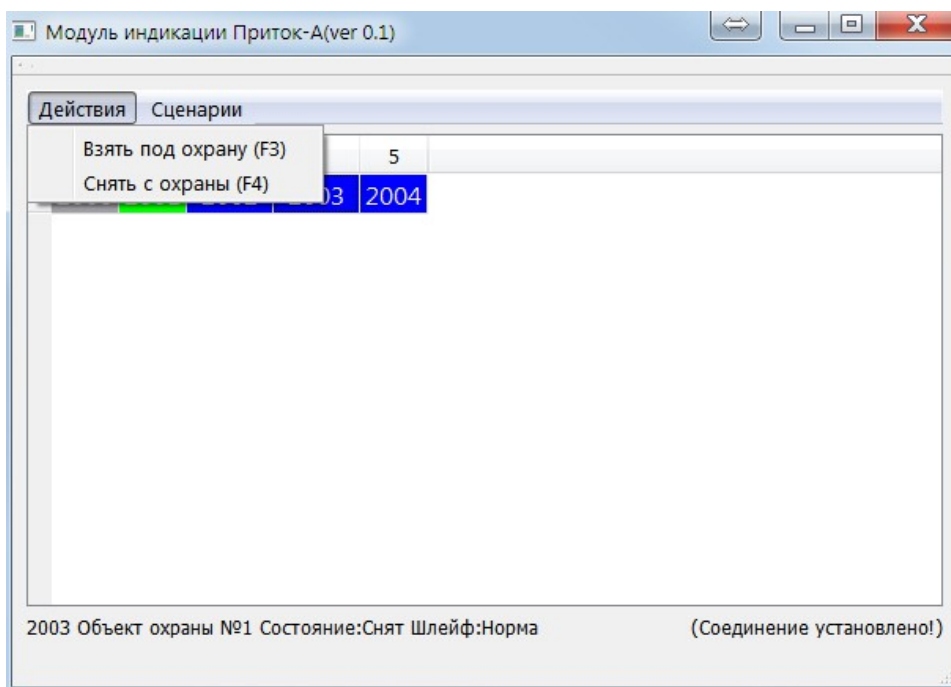 Модуль индикации Приток-А(ver 0.1)
Действия Сценарии
Взять под охрану (F3)
5
Снять с охраны (F4)
2004
2003 Объект охраны №1 Состояние:Снят Шлейф:Норма (Соединение установлено!)